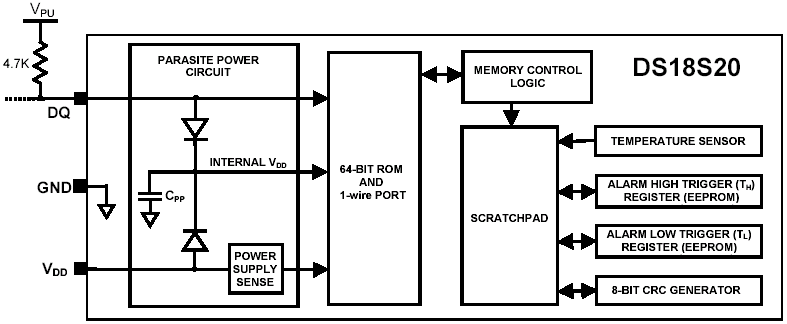 VPU
4.7K
DQ
GND
VDD
PARASITE POWER
CIRCUIT
INTERNAL VDD
CPP
POWER
SUPPLY
SENSE
64-BIT ROM
AND
1-wire PORT
MEMORY CONTROL
LOGIC
DS18S20
SCRATCHPAD
TEMPERATURE SENSOR
ALARM HIGH TRIGGER (TH)
REGISTER (EEPROM)
ALARM LOW TRIGGER (TL)
REGISTER (EEPROM)
8-BIT CRC GENERATOR